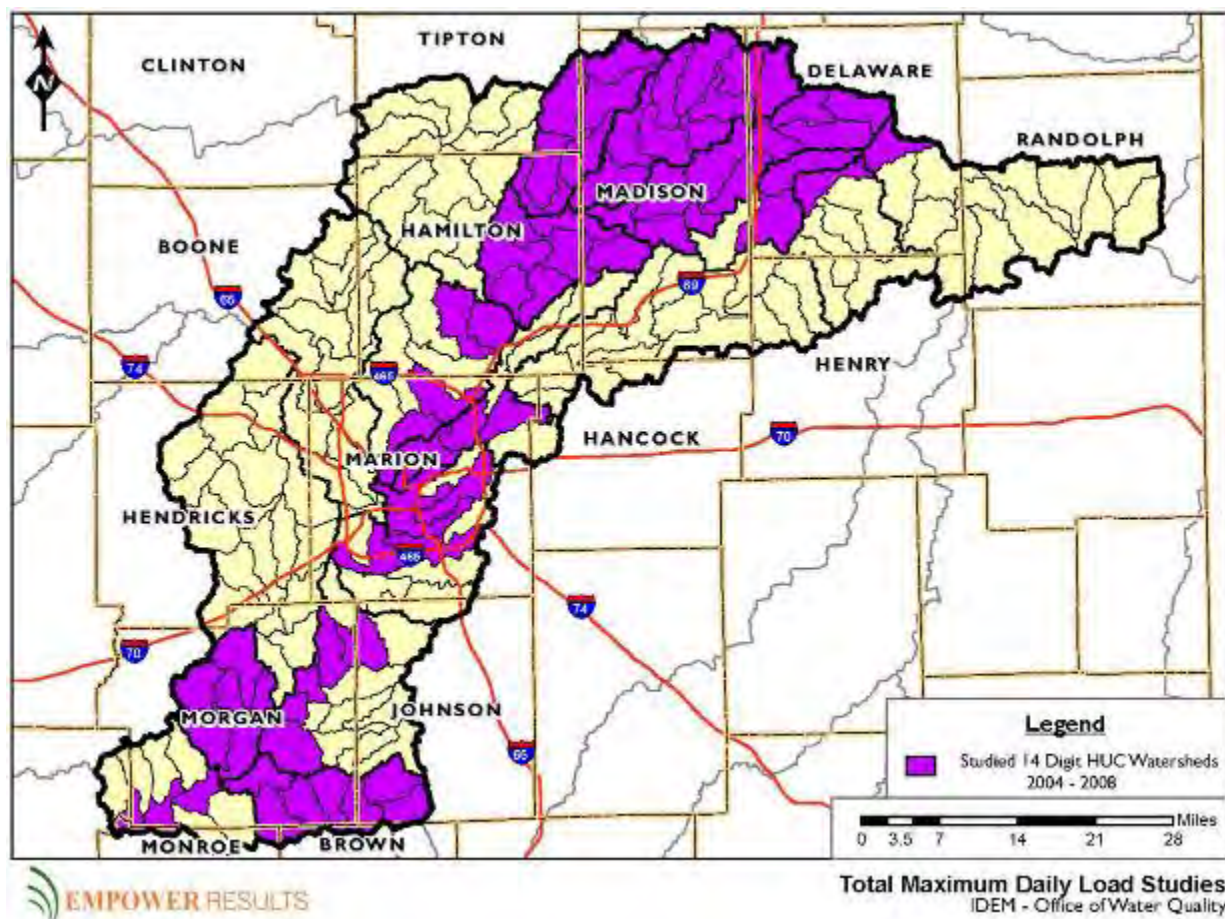 TIPTON
CLINTON
DELAWARE
N
RANDOLPH
MADISON
HAMILTON
BOONE
65
69
74
465
HENRY
HANCOCK
70
MARION
HENDRICKS
465
74
70
MORGAN
JOHNSON
65
MONROE
BROWN
Legend
Studied 14 Digit HUC Watersheds
2004 - 2008
Miles
0 3.5 7 14 21 28
EMPOWER RESULTS
Total Maximum Daily Load Studies
IDEM - Office of Water Quality